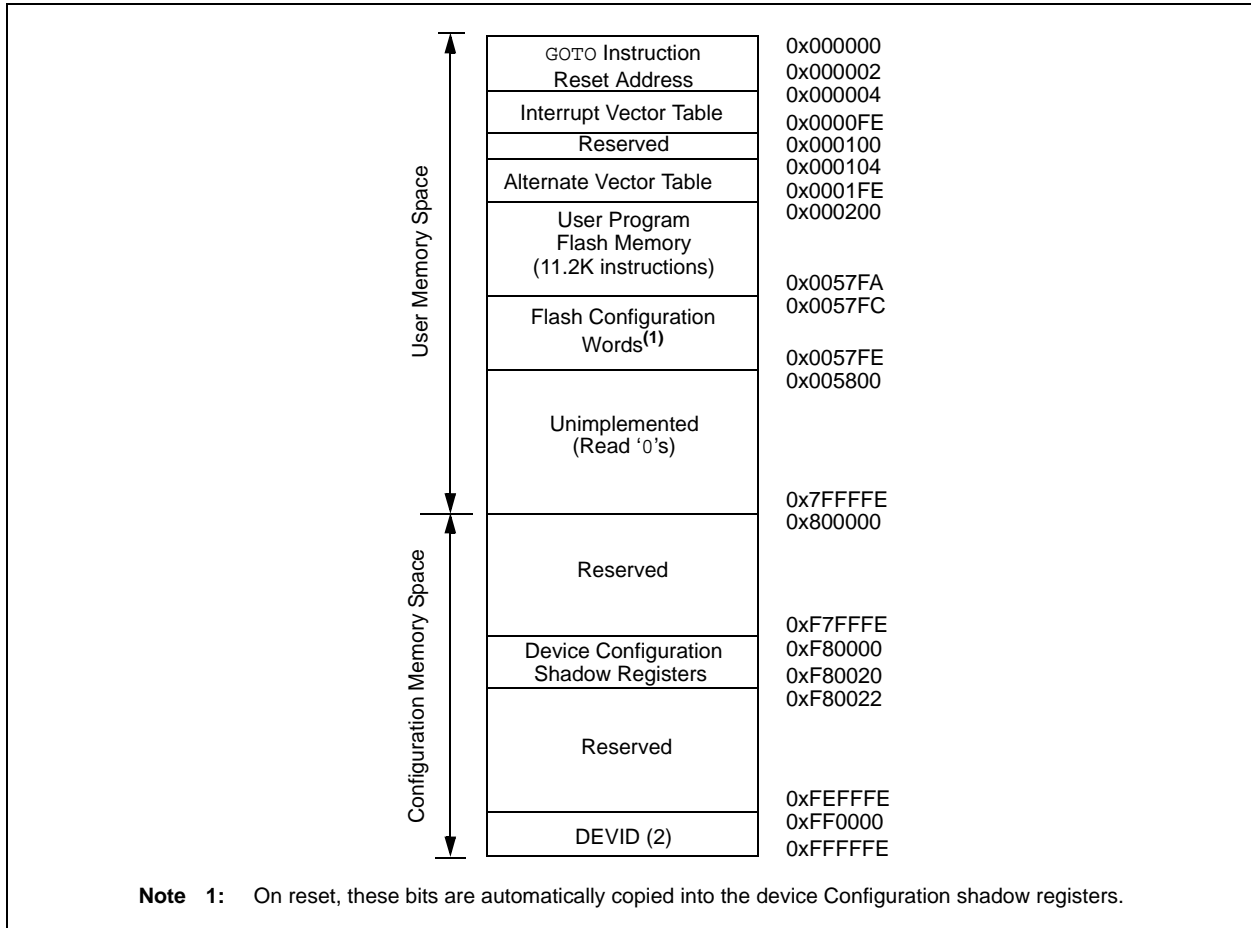 GOTO Instruction
Reset Address
0x000000
0x000002
0x000004
Interrupt Vector Table
0x0000FE
Reserved
0x000100
0x000104
Alternate Vector Table
0x0001FE
0x000200
User Program
Flash Memory
(11.2K instructions)
0x0057FA
0x0057FC
Flash Configuration
Words(1)
0x0057FE
0x005800
Unimplemented
(Read ‘0’s)
0x7FFFFE
0x800000
User Memory Space
Reserved
0xF7FFFE
0xF80000
Device Configuration
Shadow Registers
0xF80020
0xF80022
Reserved
0xFEFFFE
0xFF0000
DEVID (2)
0xFFFFFE
Configuration Memory Space
Note 1: On reset, these bits are automatically copied into the device Configuration shadow registers.